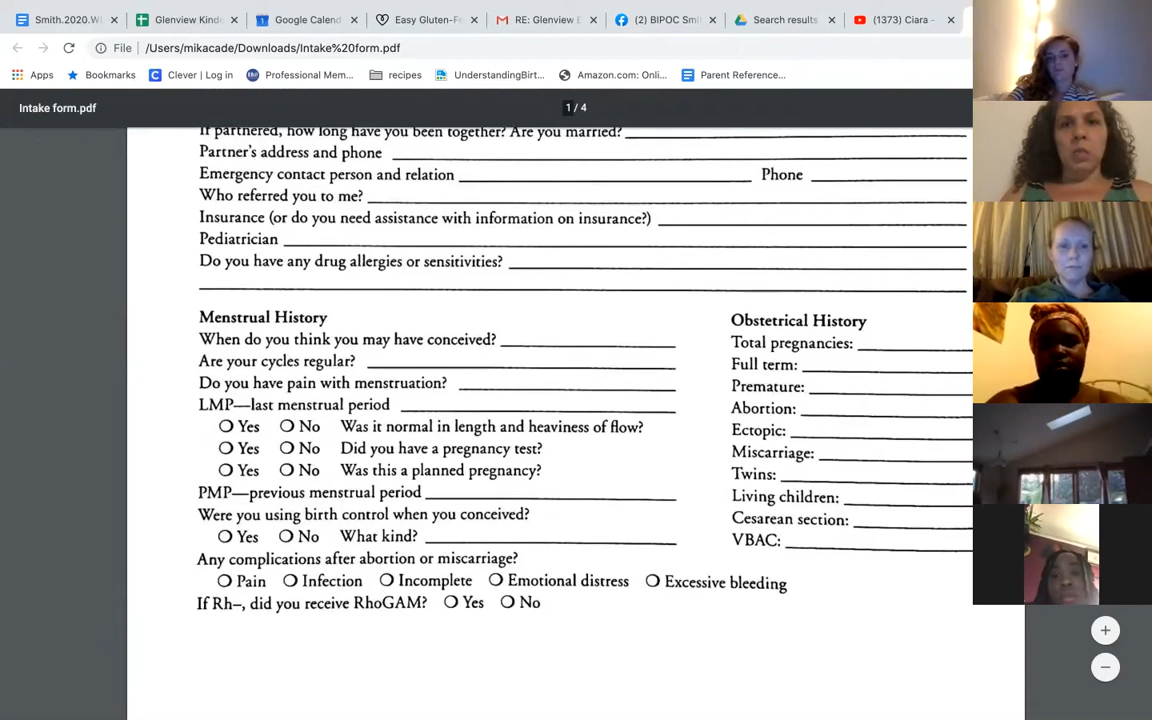 Smith.2020.Wi
Glenview Kind
Google Calend
Easy Gluten-Fr
RE: Glenview E
(2) BIPOC Smi
Search results
(1373) Ciara -
File /Users/mikacade/Downloads/Intake%20form.pdf
Apps Bookmarks Clever | Log in Professional Mem... recipes UnderstandingBirt... Amazon.com: Onli... Parent Reference...
Intake form.pdf 1 / 4
If partnered, how long have you been together? Are you married?
Partner's address and phone
Emergency contact person and relation Phone
Who referred you to me?
Insurance (or do you need assistance with information on insurance?)
Pediatrician
Do you have any drug allergies or sensitivities?
Menstrual History
When do you think you may have conceived?
Are your cycles regular?
Do you have pain with menstruation?
LMP—last menstrual period
Yes No Was it normal in length and heaviness of flow?
Yes No Did you have a pregnancy test?
Yes No Was this a planned pregnancy?
PMP—previous menstrual period
Were you using birth control when you conceived?
Yes No What kind?
Any complications after abortion or miscarriage?
Pain Infection Incomplete Emotional distress Excessive bleeding
If Rh–, did you receive RhoGAM? Yes No
Obstetrical History
Total pregnancies:
Full term:
Premature:
Abortion:
Ectopic:
Miscarriage:
Twins:
Living children:
Cesarean section:
VBAC: